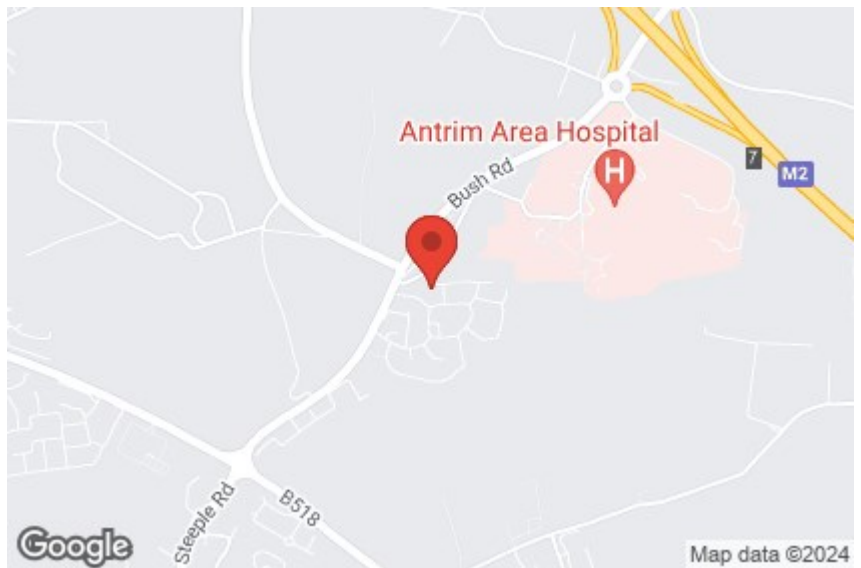 Antrim Area Hospital
H
Bush Rd
7
M2
Steeple Rd
B518
Google
Map data ©2024